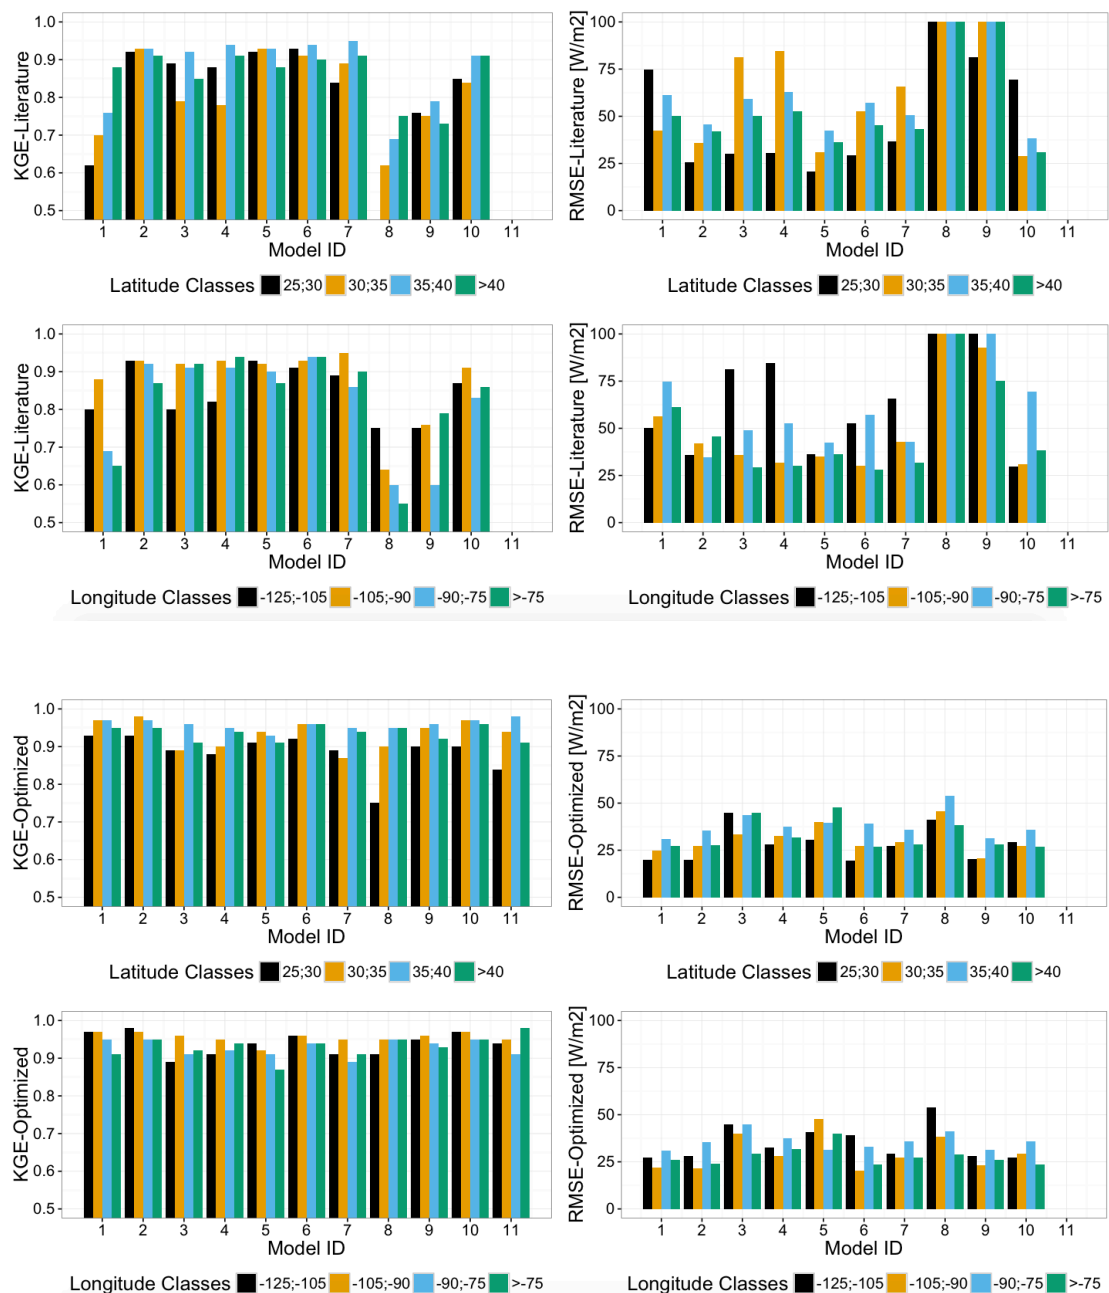 KGE-Literature
1.0
0.9
0.8
0.7
0.6
0.5
1 2 3 4 5 6 7 8 9 10 11
Model ID
Latitude Classes 25;30 30;35 35;40 >40
RMSE-Literature [W/m2]
100
75
50
25
0
1 2 3 4 5 6 7 8 9 10 11
Model ID
Latitude Classes 25;30 30;35 35;40 >40
KGE-Literature
1.0
0.9
0.8
0.7
0.6
0.5
1 2 3 4 5 6 7 8 9 10 11
Model ID
Longitude Classes -125;-105 -105;-90 -90;-75 >-75
RMSE-Literature [W/m2]
100
75
50
25
0
1 2 3 4 5 6 7 8 9 10 11
Model ID
Longitude Classes -125;-105 -105;-90 -90;-75 >-75
KGE-Optimized
1.0
0.9
0.8
0.7
0.6
0.5
1 2 3 4 5 6 7 8 9 10 11
Model ID
Latitude Classes 25;30 30;35 35;40 >40
RMSE-Optimized [W/m2]
100
75
50
25
0
1 2 3 4 5 6 7 8 9 10 11
Model ID
Latitude Classes 25;30 30;35 35;40 >40
KGE-Optimized
1.0
0.9
0.8
0.7
0.6
0.5
1 2 3 4 5 6 7 8 9 10 11
Model ID
Longitude Classes -125;-105 -105;-90 -90;-75 >-75
RMSE-Optimized [W/m2]
100
75
50
25
0
1 2 3 4 5 6 7 8 9 10 11
Model ID
Longitude Classes -125;-105 -105;-90 -90;-75 >-75